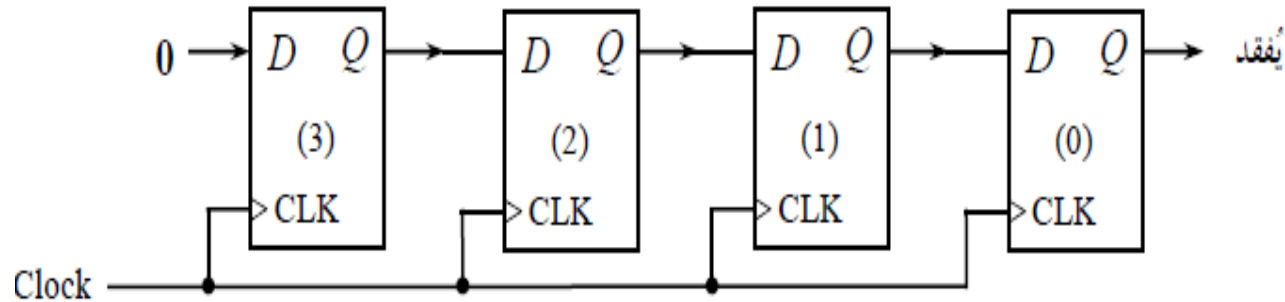 0 D Q D Q D Q D Q يُفقد
(3) (2) (1) (0)
CLK CLK CLK CLK
Clock